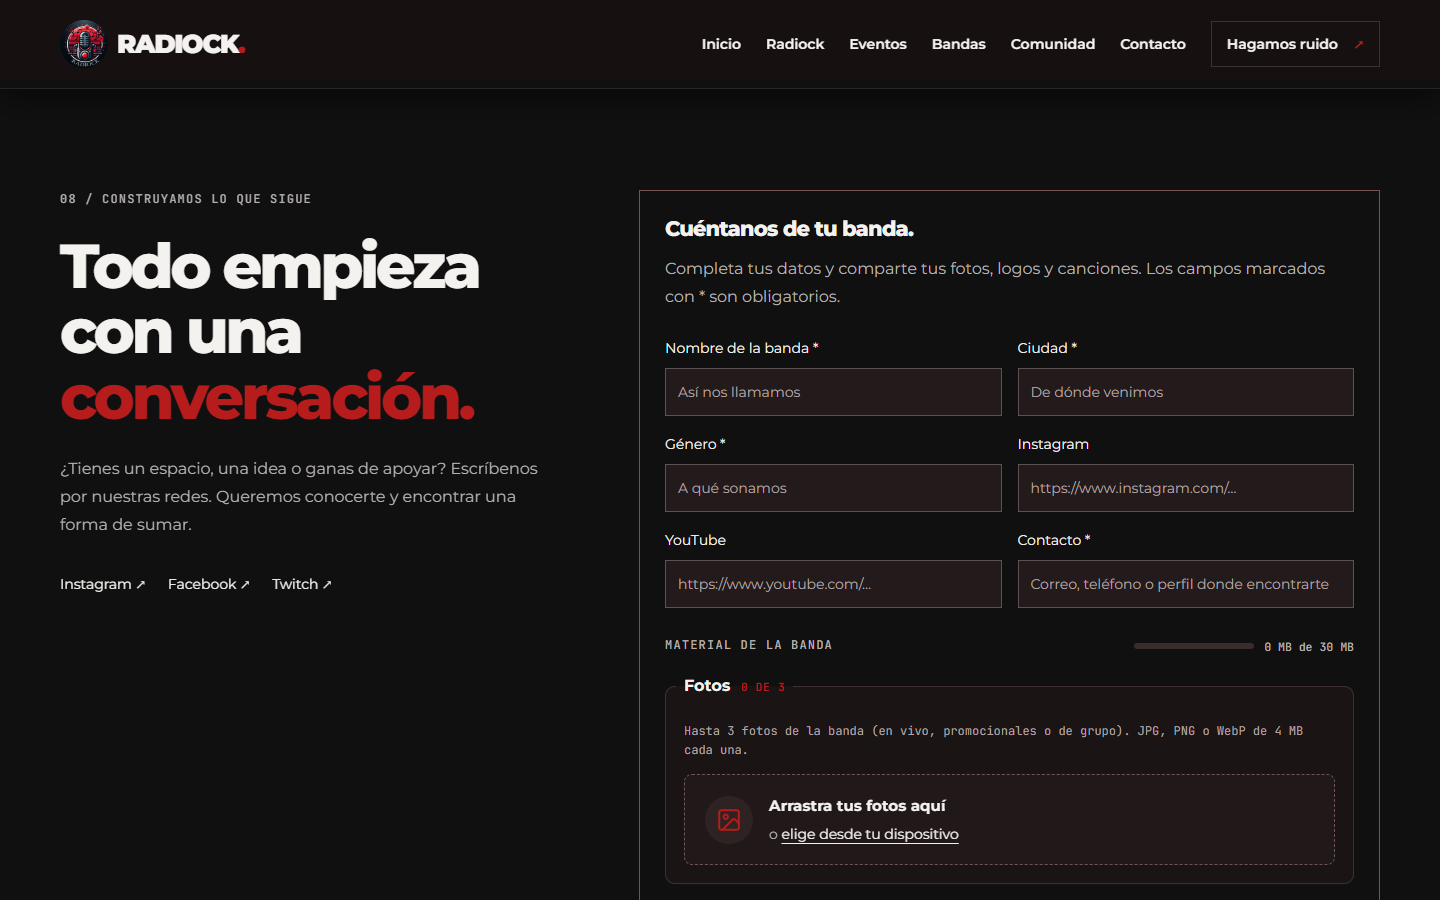 RADIOCK.
Inicio Radiock Eventos Bandas Comunidad Contacto Hagamos ruido ↗
08 / CONSTRUYAMOS LO QUE SIGUE
Todo empieza
con una
conversación.
¿Tienes un espacio, una idea o ganas de apoyar? Escríbenos
por nuestras redes. Queremos conocerte y encontrar una
forma de sumar.
Instagram ↗ Facebook ↗ Twitch ↗
Cuéntanos de tu banda.
Completa tus datos y comparte tus fotos, logos y canciones. Los campos marcados
con * son obligatorios.
Nombre de la banda * Ciudad *
Así nos llamamos De dónde venimos
Género * Instagram
A qué sonamos https://www.instagram.com/...
YouTube Contacto *
https://www.youtube.com/... Correo, teléfono o perfil donde encontrarte
MATERIAL DE LA BANDA 0 MB de 30 MB
Fotos 0 DE 3
Hasta 3 fotos de la banda (en vivo, promocionales o de grupo). JPG, PNG o WebP de 4 MB
cada una.
Arrastra tus fotos aquí
o elige desde tu dispositivo